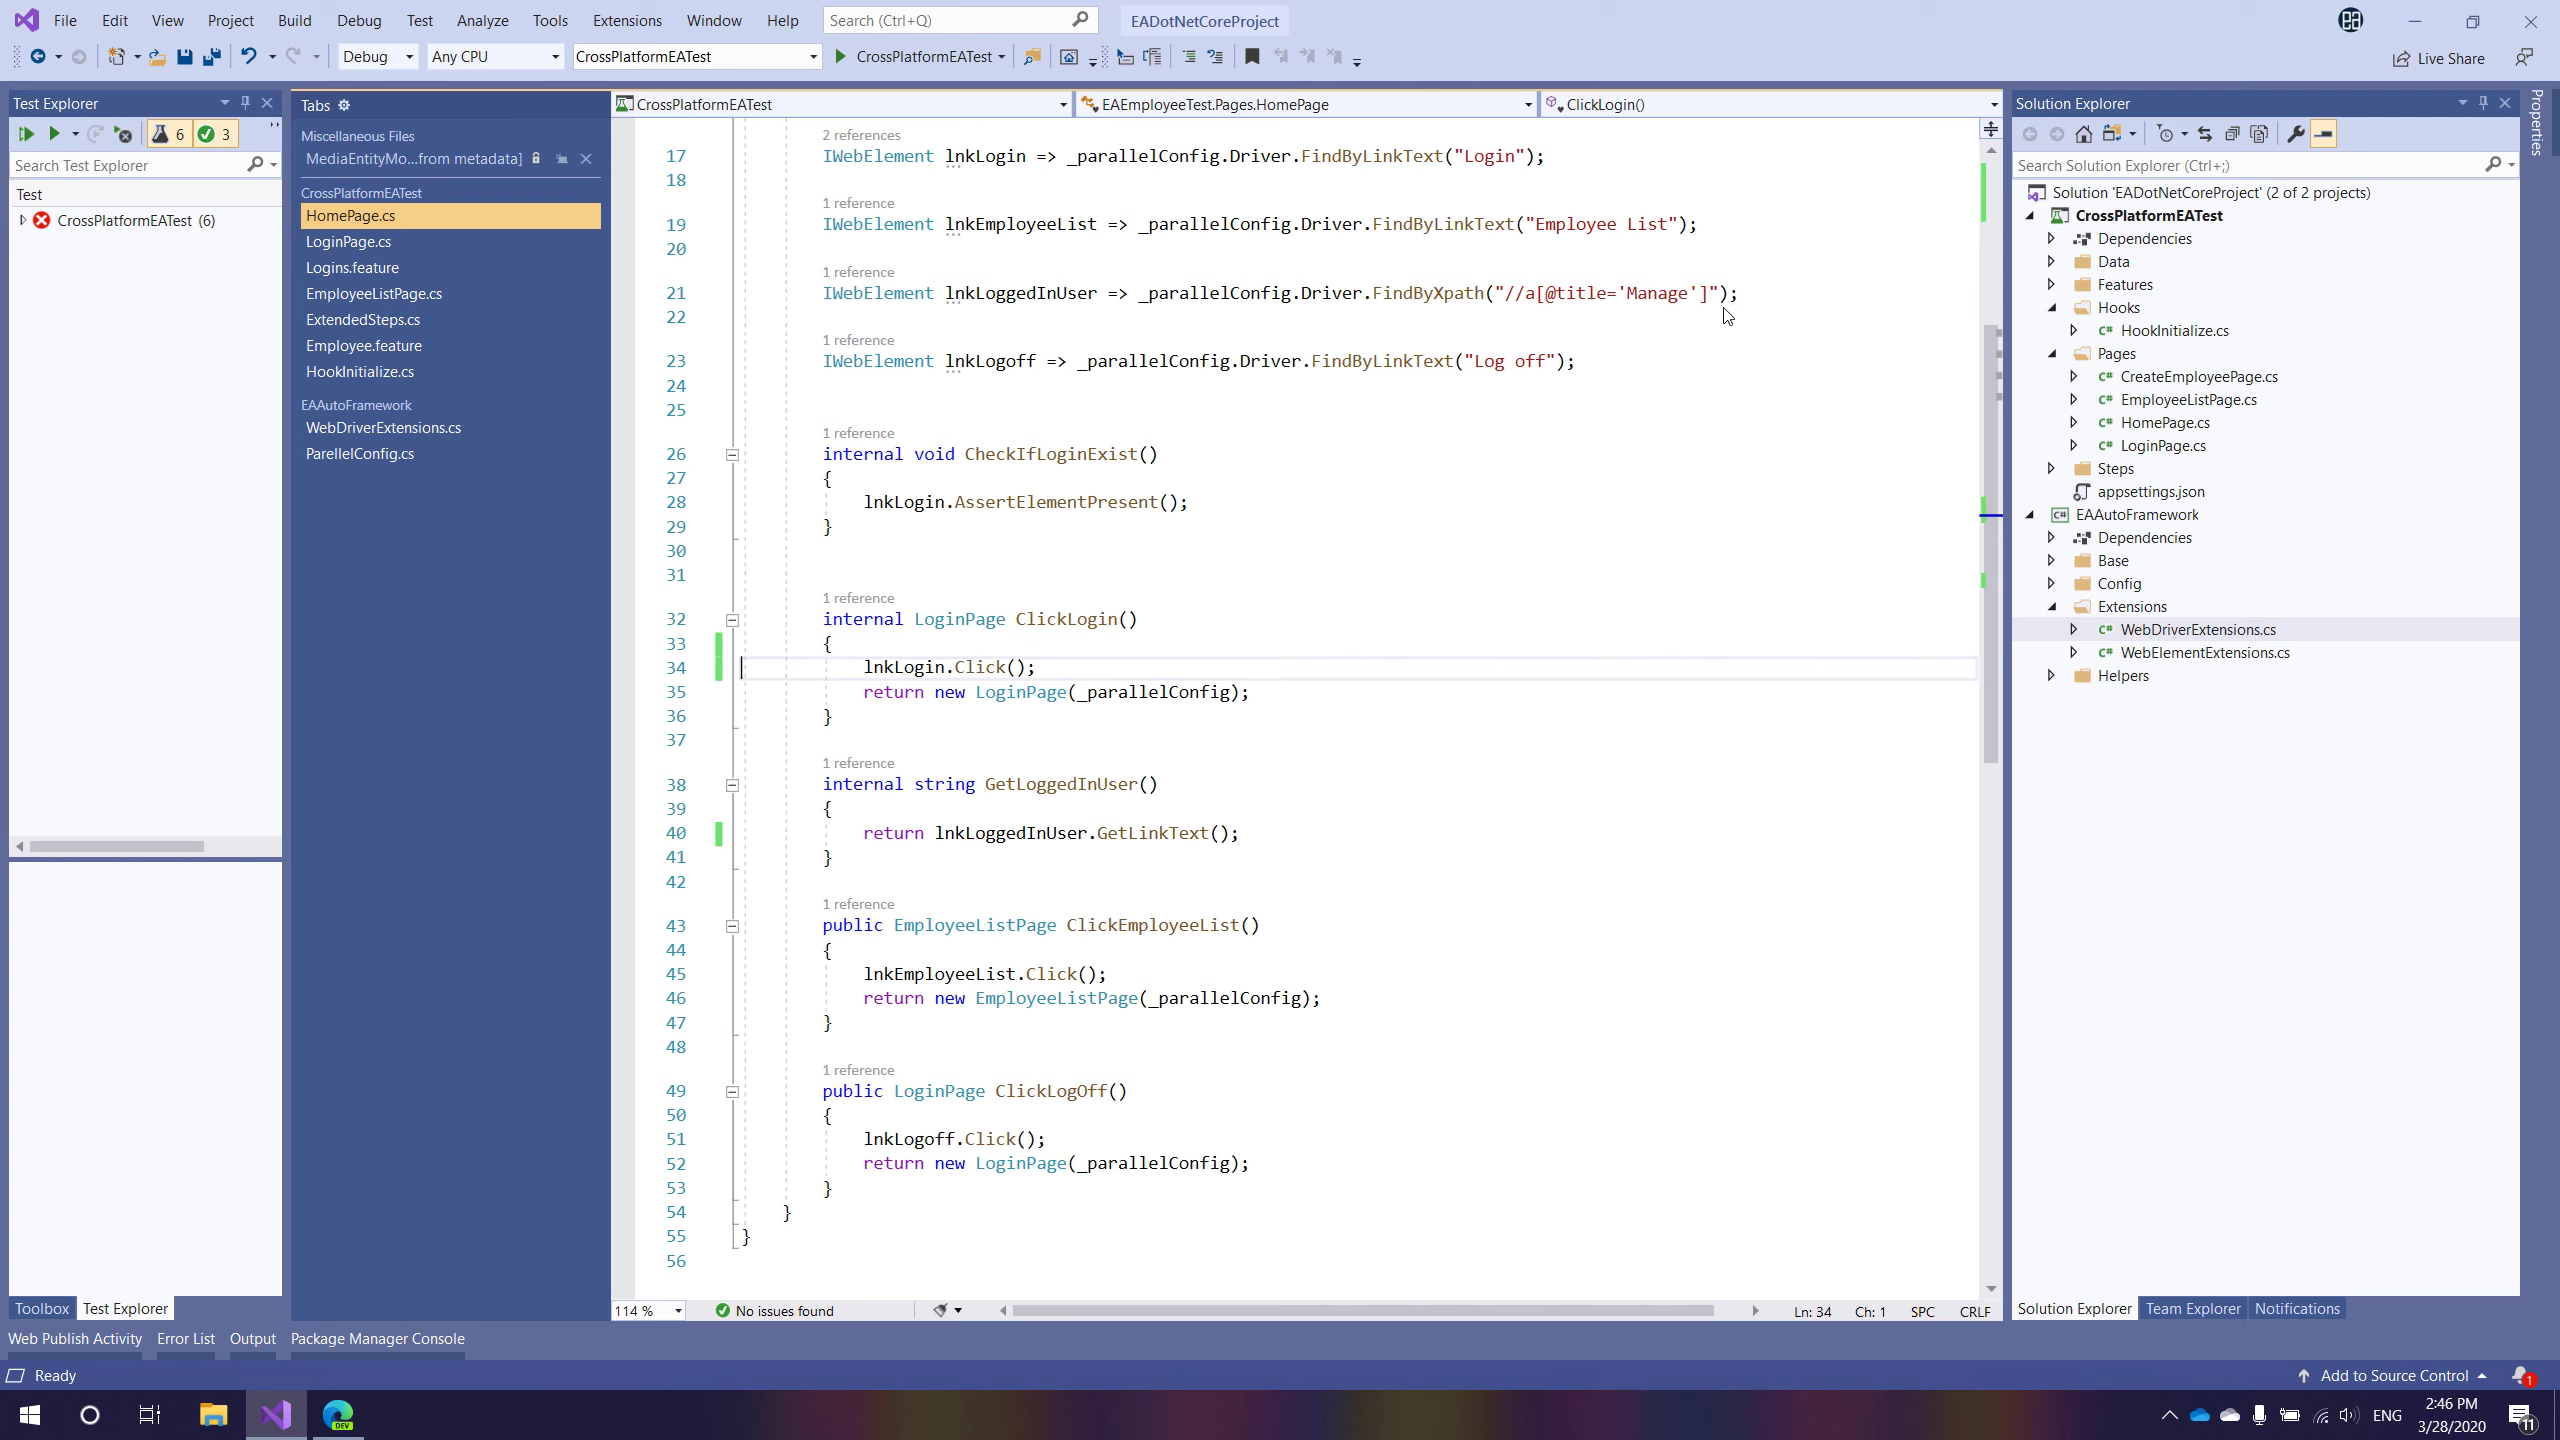 File Edit View Project Build Debug Test Analyze Tools Extensions Window Help Search (Ctrl+Q) EADotNetCoreProject
Debug Any CPU CrossPlatformEATest CrossPlatformEATest Live Share
Test Explorer
6 3
Search Test Explorer
Test
CrossPlatformEATest (6)
Toolbox Test Explorer
Tabs
Miscellaneous Files
MediaEntityMo...from metadata]
CrossPlatformEATest
HomePage.cs
LoginPage.cs
Logins.feature
EmployeeListPage.cs
ExtendedSteps.cs
Employee.feature
HookInitialize.cs
EAAutoFramework
WebDriverExtensions.cs
ParellelConfig.cs
CrossPlatformEATest EAEmployeeTest.Pages.HomePage ClickLogin()
2 references
17 IWebElement lnkLogin => _parallelConfig.Driver.FindByLinkText("Login");
18
1 reference
19 IWebElement lnkEmployeeList => _parallelConfig.Driver.FindByLinkText("Employee List");
20
1 reference
21 IWebElement lnkLoggedInUser => _parallelConfig.Driver.FindByXpath("//a[@title='Manage']");
22
1 reference
23 IWebElement lnkLogoff => _parallelConfig.Driver.FindByLinkText("Log off");
24
25
1 reference
26 internal void CheckIfLoginExist()
27 {
28 lnkLogin.AssertElementPresent();
29 }
30
31
1 reference
32 internal LoginPage ClickLogin()
33 {
34 lnkLogin.Click();
35 return new LoginPage(_parallelConfig);
36 }
37
1 reference
38 internal string GetLoggedInUser()
39 {
40 return lnkLoggedInUser.GetLinkText();
41 }
42
1 reference
43 public EmployeeListPage ClickEmployeeList()
44 {
45 lnkEmployeeList.Click();
46 return new EmployeeListPage(_parallelConfig);
47 }
48
1 reference
49 public LoginPage ClickLogOff()
50 {
51 lnkLogoff.Click();
52 return new LoginPage(_parallelConfig);
53 }
54 }
55 }
56
114 % No issues found Ln: 34 Ch: 1 SPC CRLF
Solution Explorer
Search Solution Explorer (Ctrl+;)
Solution 'EADotNetCoreProject' (2 of 2 projects)
CrossPlatformEATest
Dependencies
Data
Features
Hooks
C# HookInitialize.cs
Pages
C# CreateEmployeePage.cs
C# EmployeeListPage.cs
C# HomePage.cs
C# LoginPage.cs
Steps
appsettings.json
C# EAAutoFramework
Dependencies
Base
Config
Extensions
C# WebDriverExtensions.cs
C# WebElementExtensions.cs
Helpers
Solution Explorer Team Explorer Notifications
Properties
Web Publish Activity Error List Output Package Manager Console
Ready Add to Source Control 1
DEV ENG 2:46 PM
3/28/2020 11